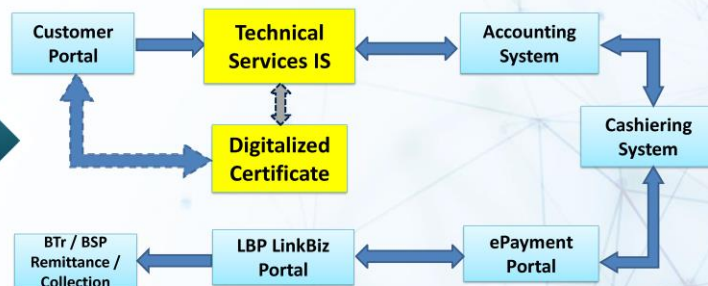 Customer
Portal
Technical
Services IS
Accounting
System
Digitalized
Certificate
Cashiering
System
BTr / BSP
Remittance /
Collection
LBP LinkBiz
Portal
ePayment
Portal